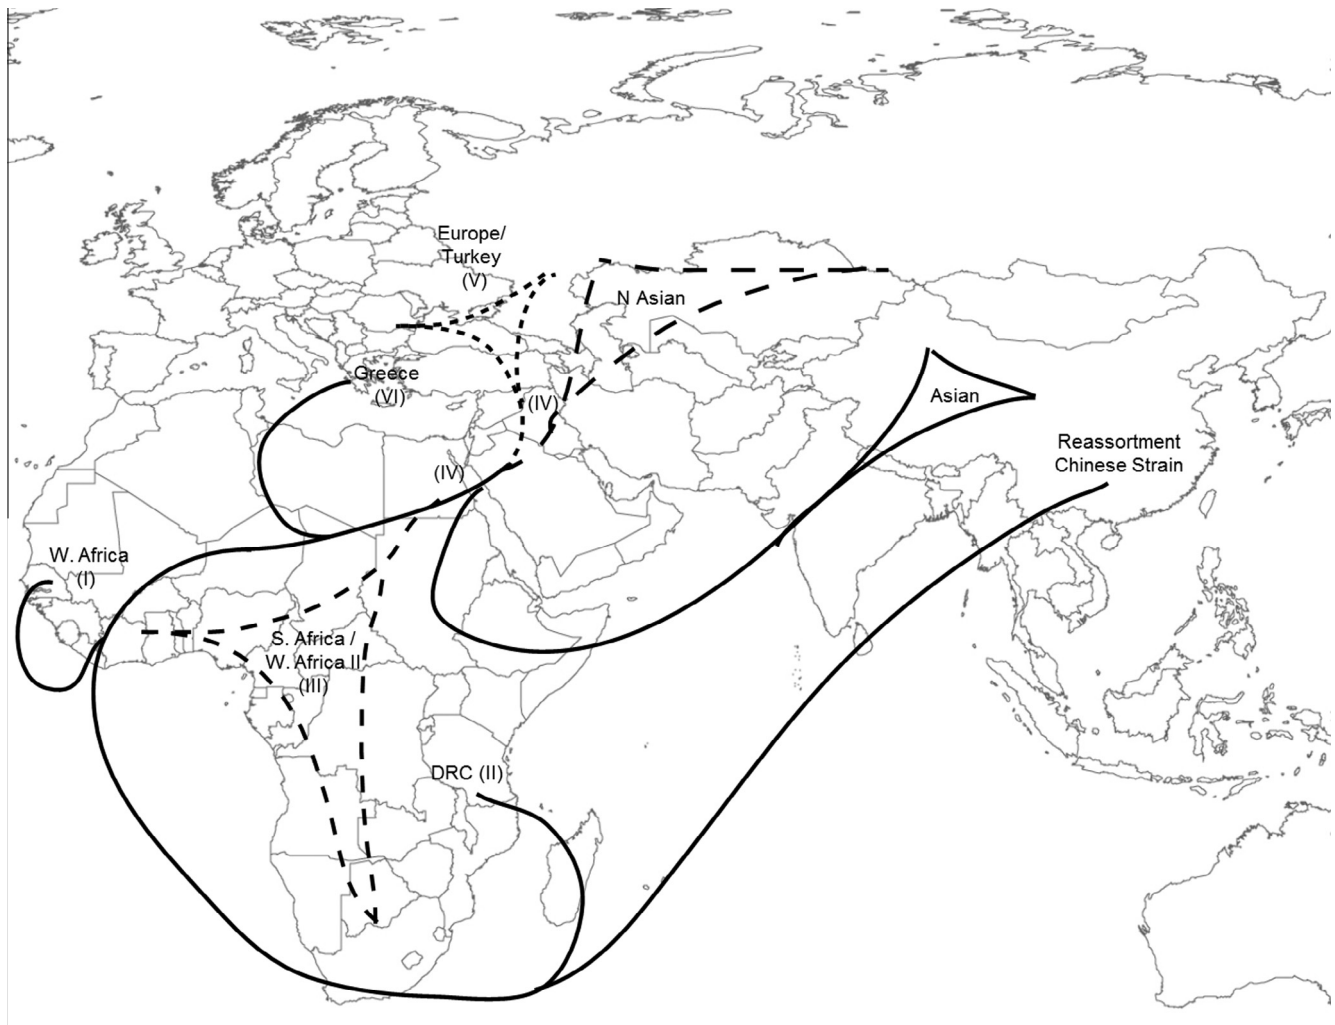 Europe/
Turkey
(V)
N Asian
Greece
(VI)
(IV)
Asian
Reassortment
Chinese Strain
(IV)
W. Africa
(I)
S. Africa /
W. Africa II
(III)
DRC (II)